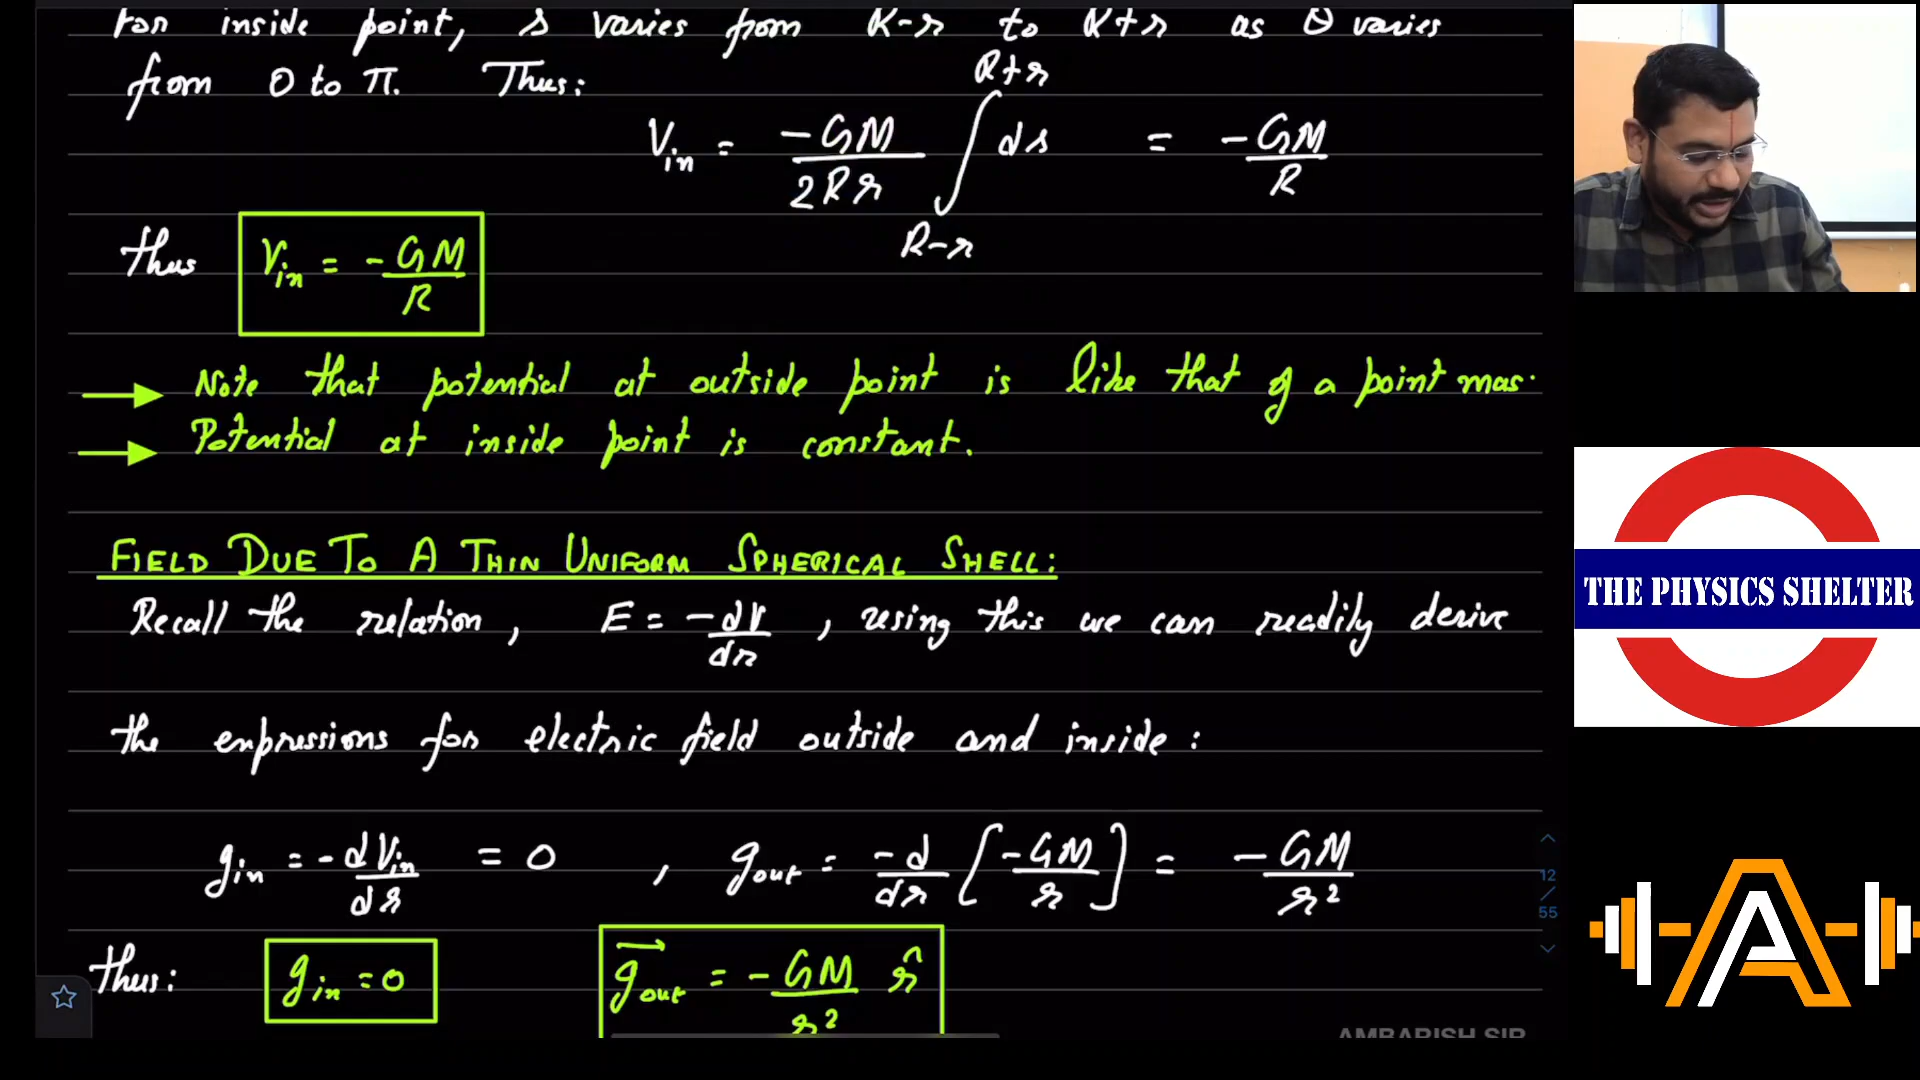 For inside point, s varies from R-r to R+r as θ varies
from 0 to π. Thus:
V_in = -GM/2Rr ∫_{R-r}^{R+r} ds = -GM/R
thus V_in = -GM/R
→ Note that potential at outside point is like that of a point mas.
→ Potential at inside point is constant.
FIELD DUE TO A THIN UNIFORM SPHERICAL SHELL:
Recall the relation, E = -dV/dr, using this we can readily derive
the expressions for electric field outside and inside:
g_in = -dV_in/dr = 0, g_out = -d/dr [-GM/r] = -GM/r²
Thus: g_in = 0 \vec{g_out} = -GM/r² r̂
AMBARISH SIR
12
/
55
THE PHYSICS SHELTER